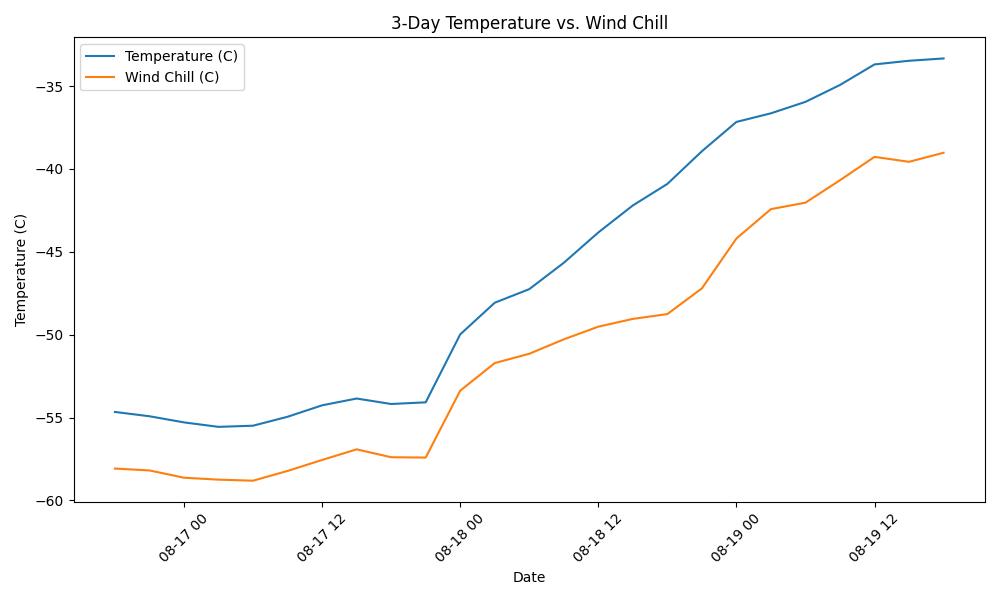 3-Day Temperature vs. Wind Chill
Temperature (C)
Wind Chill (C)
Temperature (C)
−35
−40
−45
−50
−55
−60
08-17 00
08-17 12
08-18 00
08-18 12
08-19 00
08-19 12
Date